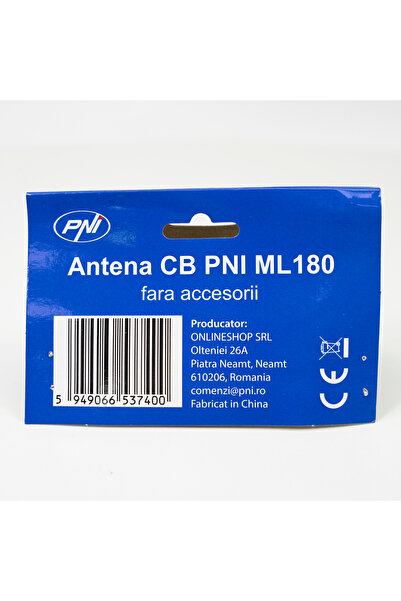 PNI
Antena CB PNI ML180
fara accesorii
Producator:
ONLINESHOP SRL
Olteniei 26A
Piatra Neamt, Neamt
610206, Romania
comenzi@pni.ro
Fabricat in China
CE
5 949066 537400